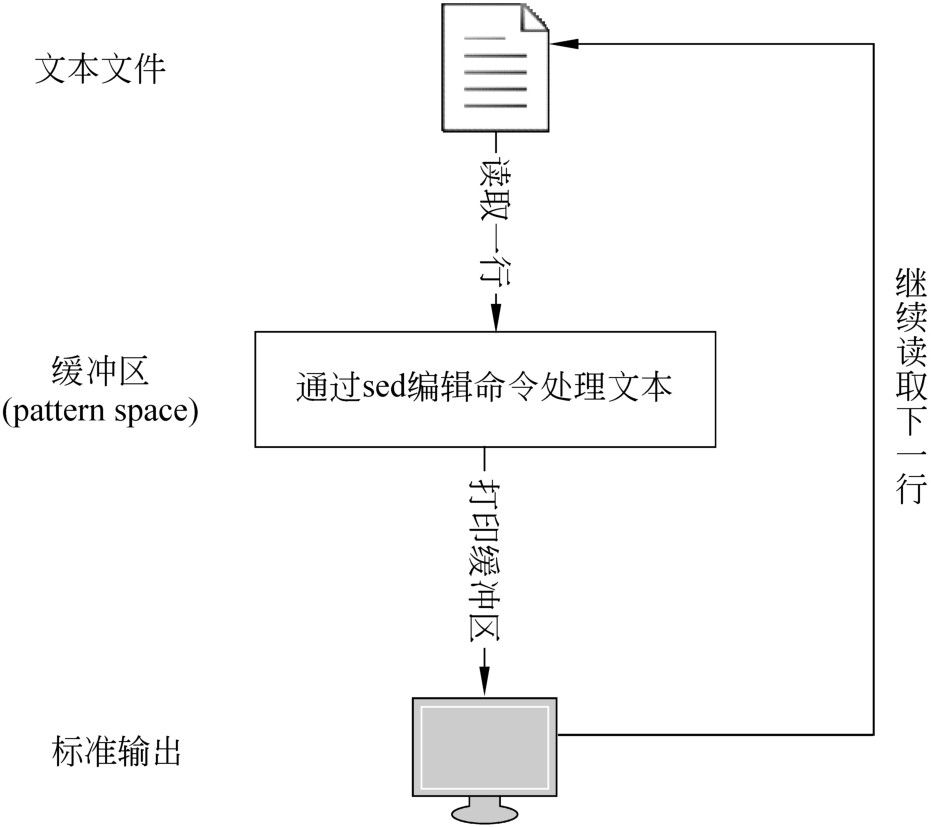 文本文件
读取一行
缓冲区
(pattern space)
通过sed编辑命令处理文本
继续读取下一行
打印缓冲区
标准输出